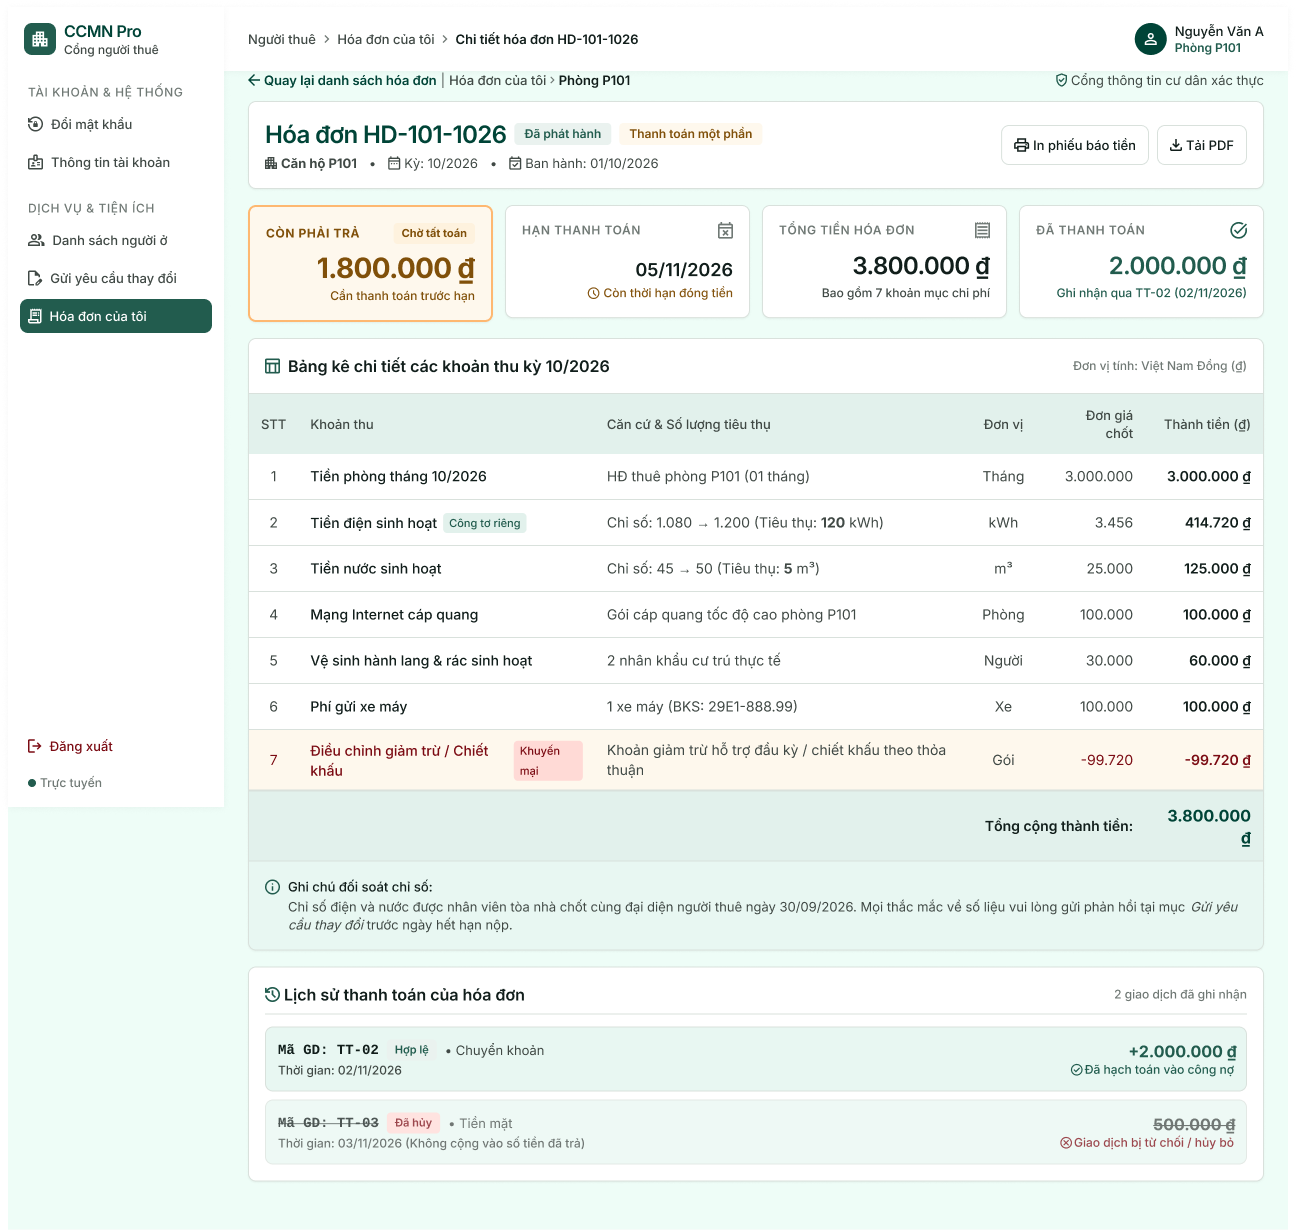 CCMN Pro
Cổng người thuê
TÀI KHOẢN & HỆ THỐNG
Đổi mật khẩu
Thông tin tài khoản
DỊCH VỤ & TIỆN ÍCH
Danh sách người ở
Gửi yêu cầu thay đổi
Hóa đơn của tôi
Đăng xuất
Trực tuyến
Người thuê > Hóa đơn của tôi > Chi tiết hóa đơn HD-101-1026
Nguyễn Văn A
Phòng P101
← Quay lại danh sách hóa đơn | Hóa đơn của tôi > Phòng P101
Cổng thông tin cư dân xác thực
Hóa đơn HD-101-1026 Đã phát hành Thanh toán một phần
Căn hộ P101 • Kỳ: 10/2026 • Ban hành: 01/10/2026
In phiếu báo tiền
Tải PDF
CÒN PHẢI TRẢ Chờ tất toán
1.800.000 ₫
Cần thanh toán trước hạn
HẠN THANH TOÁN
05/11/2026
Còn thời hạn đóng tiền
TỔNG TIỀN HÓA ĐƠN
3.800.000 ₫
Bao gồm 7 khoản mục chi phí
ĐÃ THANH TOÁN
2.000.000 ₫
Ghi nhận qua TT-02 (02/11/2026)
Bảng kê chi tiết các khoản thu kỳ 10/2026
Đơn vị tính: Việt Nam Đồng (₫)
STT Khoản thu Căn cứ & Số lượng tiêu thụ Đơn vị Đơn giá chốt Thành tiền (₫)
1 Tiền phòng tháng 10/2026 HĐ thuê phòng P101 (01 tháng) Tháng 3.000.000 3.000.000 ₫
2 Tiền điện sinh hoạt Công tơ riêng Chỉ số: 1.080 → 1.200 (Tiêu thụ: 120 kWh) kWh 3.456 414.720 ₫
3 Tiền nước sinh hoạt Chỉ số: 45 → 50 (Tiêu thụ: 5 m³) m³ 25.000 125.000 ₫
4 Mạng Internet cáp quang Gói cáp quang tốc độ cao phòng P101 Phòng 100.000 100.000 ₫
5 Vệ sinh hành lang & rác sinh hoạt 2 nhân khẩu cư trú thực tế Người 30.000 60.000 ₫
6 Phí gửi xe máy 1 xe máy (BKS: 29E1-888.99) Xe 100.000 100.000 ₫
7 Điều chỉnh giảm trừ / Chiết khấu Khuyến mại Khoản giảm trừ hỗ trợ đầu kỳ / chiết khấu theo thỏa thuận Gói -99.720 -99.720 ₫
Tổng cộng thành tiền: 3.800.000 ₫
Ghi chú đối soát chỉ số:
Chỉ số điện và nước được nhân viên tòa nhà chốt cùng đại diện người thuê ngày 30/09/2026. Mọi thắc mắc về số liệu vui lòng gửi phản hồi tại mục Gửi yêu
cầu thay đổi trước ngày hết hạn nộp.
Lịch sử thanh toán của hóa đơn
2 giao dịch đã ghi nhận
Mã GD: TT-02 Hợp lệ • Chuyển khoản
Thời gian: 02/11/2026
+2.000.000 ₫
Đã hạch toán vào công nợ
Mã GD: TT-03 Đã hủy • Tiền mặt
Thời gian: 03/11/2026 (Không cộng vào số tiền đã trả)
500.000 ₫
Giao dịch bị từ chối / hủy bỏ